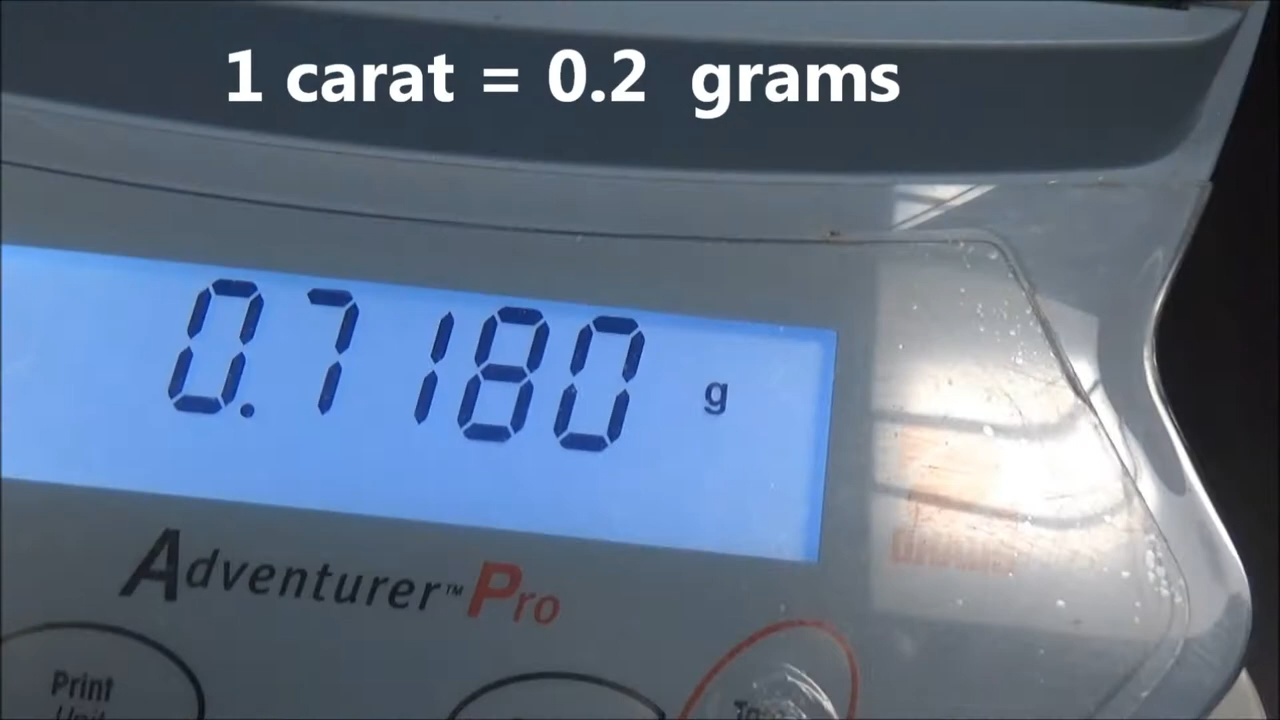 1 carat = 0.2 grams
0.7180 g
Adventurer™ Pro
Print